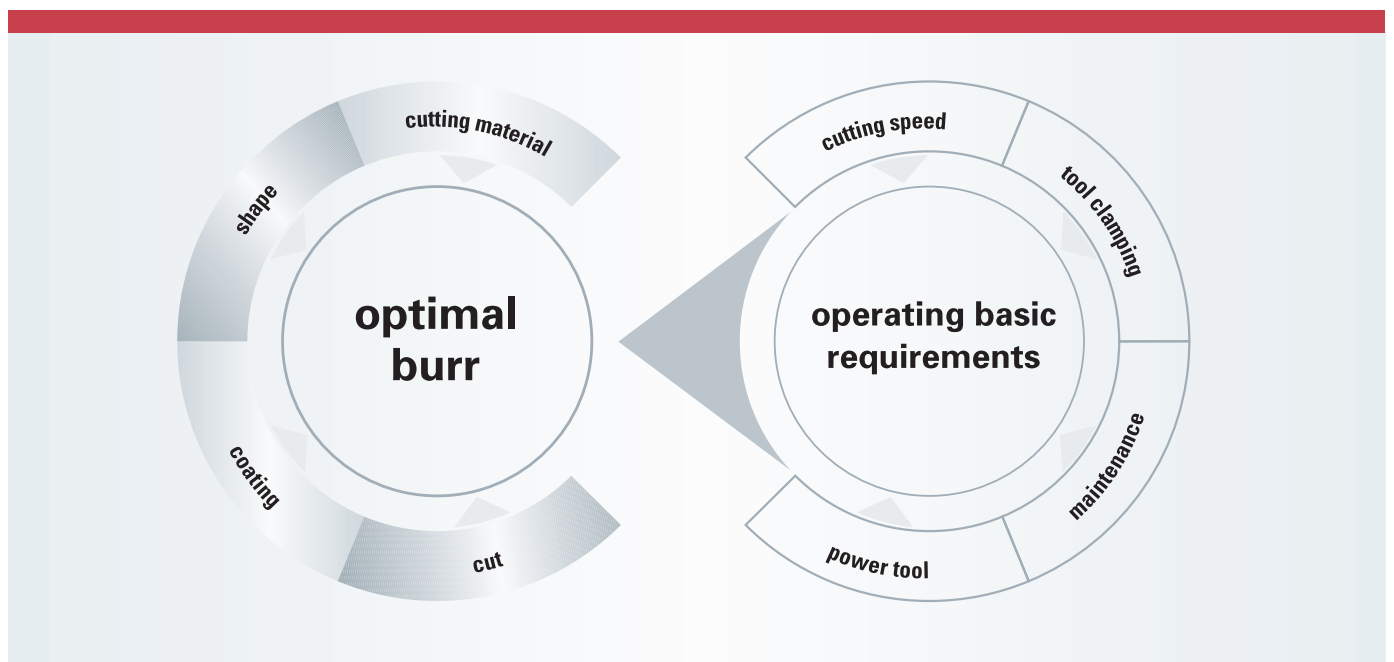 cutting material
shape
optimal
burr
coating
cut
cutting speed
tool clamping
operating basic
requirements
maintenance
power tool